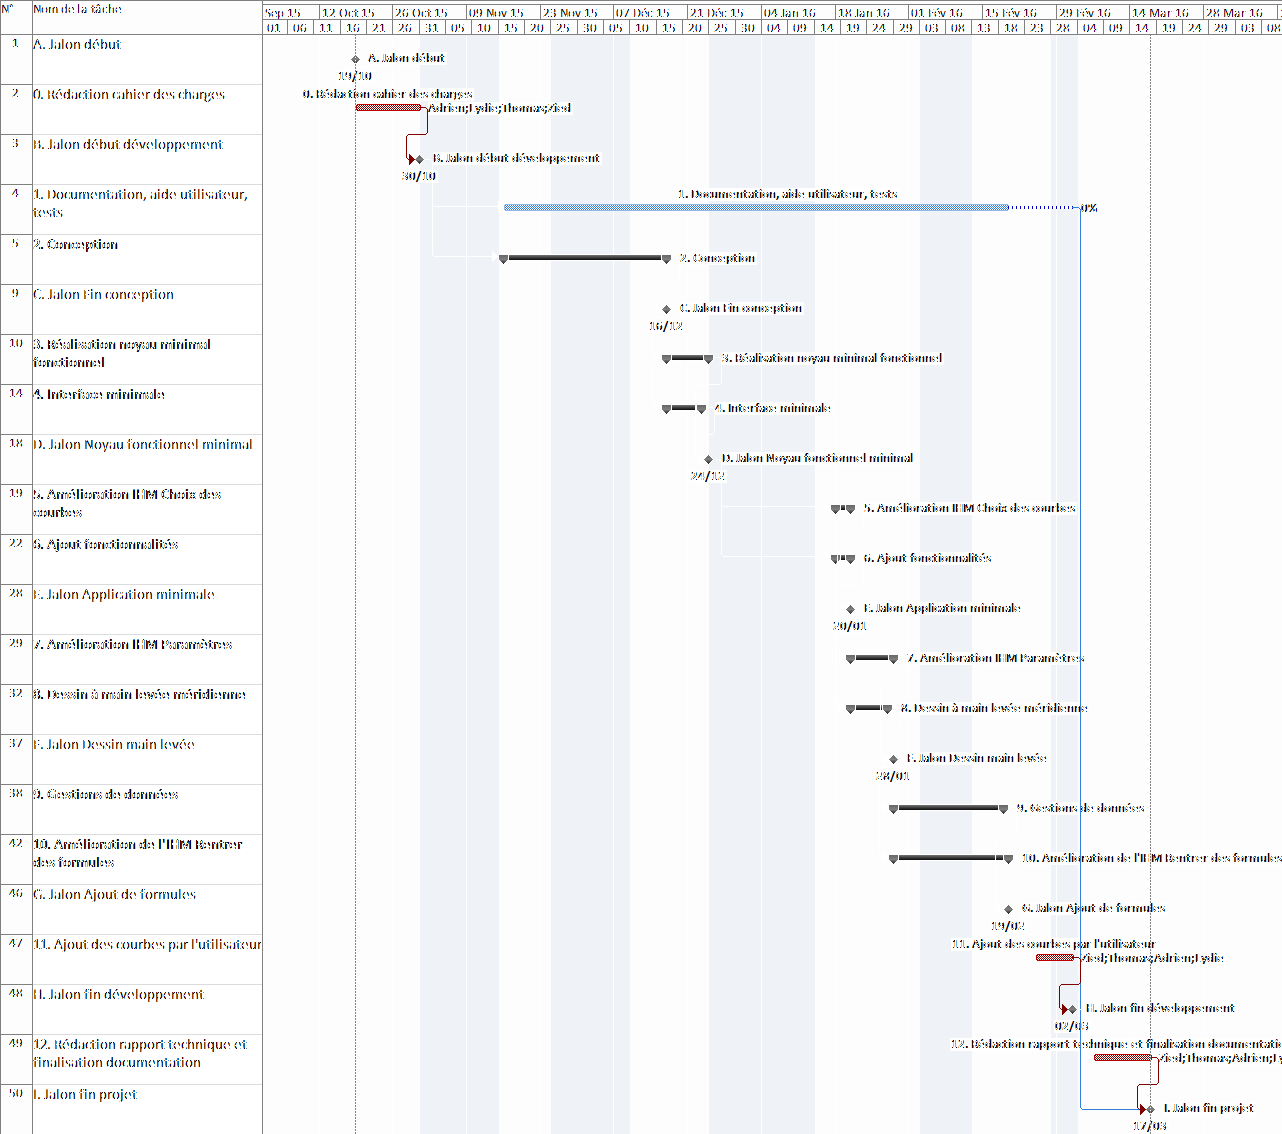 N° Nom de la tâche
Sep 15 12 Oct 15 26 Oct 15 09 Nov 15 23 Nov 15 07 Déc 15 21 Déc 15 04 Jan 16 18 Jan 16 01 Fév 16 15 Fév 16 29 Fév 16 14 Mar 16 28 Mar 16
01 06 11 16 21 26 31 05 10 15 20 25 30 05 10 15 20 25 30 04 09 14 19 24 29 03 08 13 18 23 28 04 09 14 19 24 29 03 08
1 A. Jalon début
A. Jalon début
19/10
2 0. Rédaction cahier des charges
0. Rédaction cahier des charges
Adrien;Lydie;Thomas;Zied
3 B. Jalon début développement
B. Jalon début développement
30/10
4 1. Documentation, aide utilisateur,
tests
1. Documentation, aide utilisateur, tests
0%
5 2. Conception
2. Conception
9 C. Jalon Fin conception
C. Jalon Fin conception
16/12
10 3. Réalisation noyau minimal
fonctionnel
3. Réalisation noyau minimal fonctionnel
14 4. Interface minimale
4. Interface minimale
18 D. Jalon Noyau fonctionnel minimal
D. Jalon Noyau fonctionnel minimal
24/12
19 5. Amélioration IHM Choix des
courbes
5. Amélioration IHM Choix des courbes
22 6. Ajout fonctionnalités
6. Ajout fonctionnalités
28 E. Jalon Application minimale
E. Jalon Application minimale
20/01
29 7. Amélioration IHM Paramètres
7. Amélioration IHM Paramètres
32 8. Dessin à main levée méridienne
8. Dessin à main levée méridienne
37 F. Jalon Dessin main levée
F. Jalon Dessin main levée
28/01
38 9. Gestions de données
9. Gestions de données
42 10. Amélioration de l'IHM Rentrer
des formules
10. Amélioration de l'IHM Rentrer des formules
46 G. Jalon Ajout de formules
G. Jalon Ajout de formules
19/02
47 11. Ajout des courbes par l'utilisateur
11. Ajout des courbes par l'utilisateur
Zied;Thomas;Adrien;Lydie
48 H. Jalon fin développement
H. Jalon fin développement
02/03
49 12. Rédaction rapport technique et
finalisation documentation
12. Rédaction rapport technique et finalisation documentatio
Zied;Thomas;Adrien;Ly
50 I. Jalon fin projet
I. Jalon fin projet
17/03